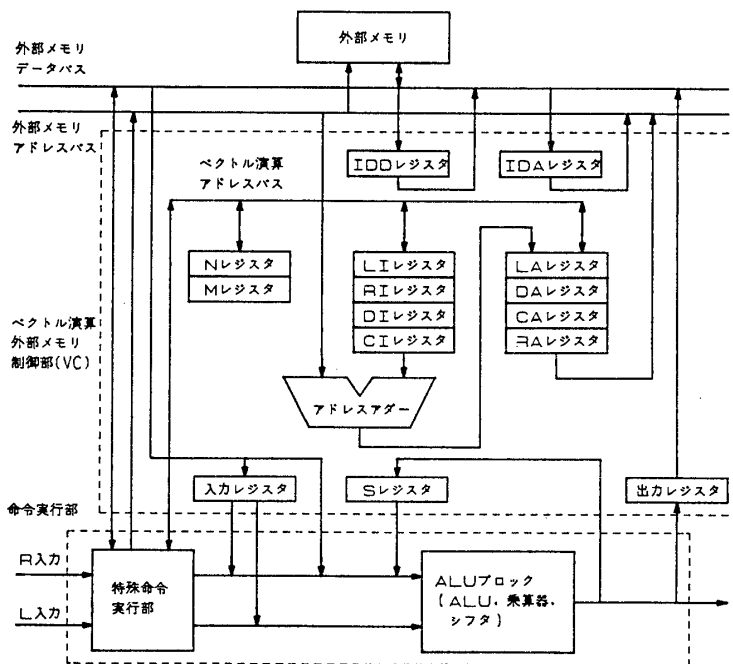 外部メモリ
外部メモリ
データバス
外部メモリ
アドレスバス
ベクトル演算
アドレスバス
IDDレジスタ
IDAレジスタ
Nレジスタ
Mレジスタ
LIレジスタ
RIレジスタ
DIレジスタ
CIレジスタ
LAレジスタ
DAレジスタ
CAレジスタ
RAレジスタ
ベクトル演算
外部メモリ
制御部(VC)
アドレスアダー
入力レジスタ
Sレジスタ
出力レジスタ
命令実行部
R入力
L入力
特殊命令
実行部
ALUブロック
(ALU,乗算器,
シフタ)